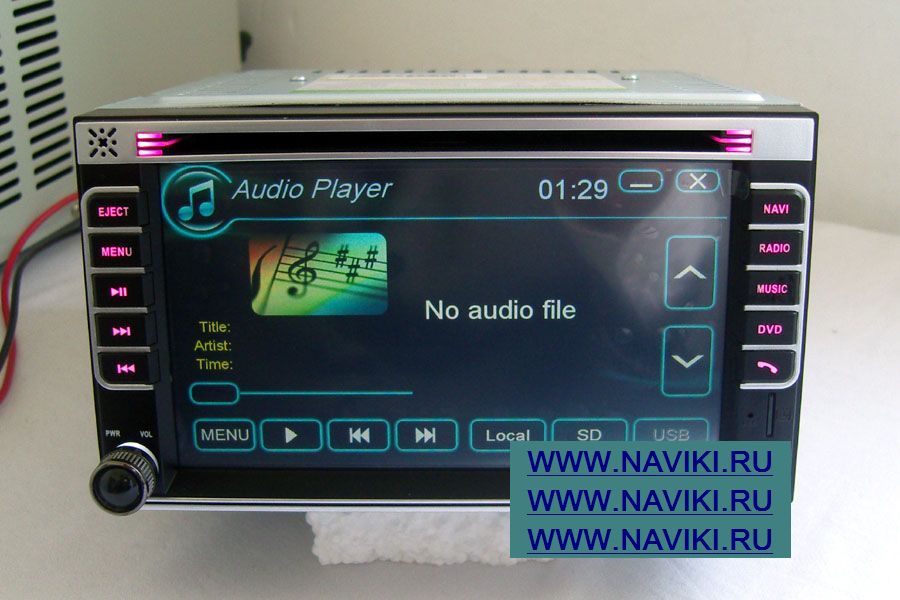 Audio Player
01:29
EJECT
MENU
NAVI
RADIO
MUSIC
DVD
No audio file
Title:
Artist:
Time:
MENU
Local
SD
USB
PWR
VOL
WWW.NAVIKI.RU
WWW.NAVIKI.RU
WWW.NAVIKI.RU